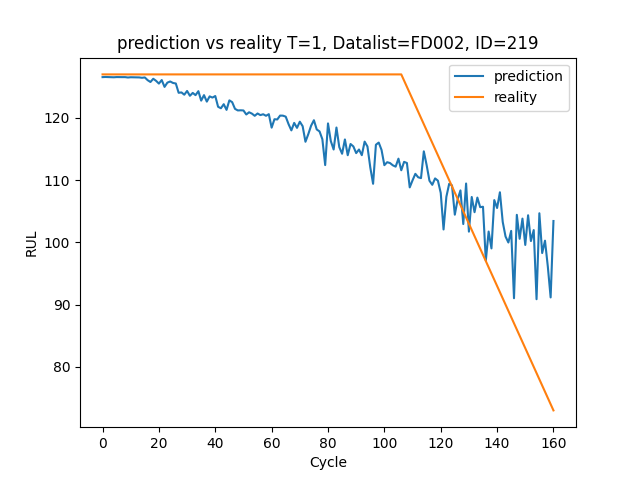 prediction vs reality T=1, Datalist=FD002, ID=219
prediction
reality
RUL
120
110
100
90
80
0 20 40 60 80 100 120 140 160
Cycle